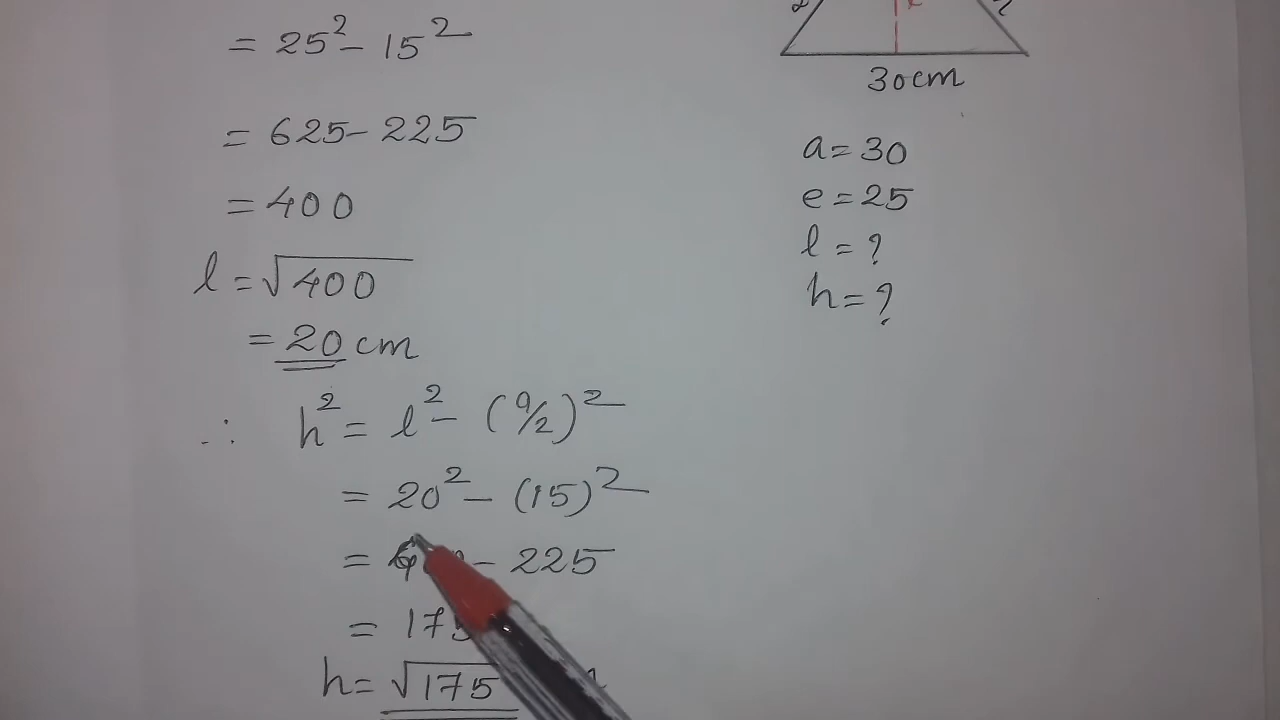 = 25² - 15²
= 625 - 225
= 400
l = √400
= 20 cm
∴ h² = l² - (a/2)²
= 20² - (15)²
= - 225
= 175
h = √175
30cm
a = 30
e = 25
l = ?
h = ?